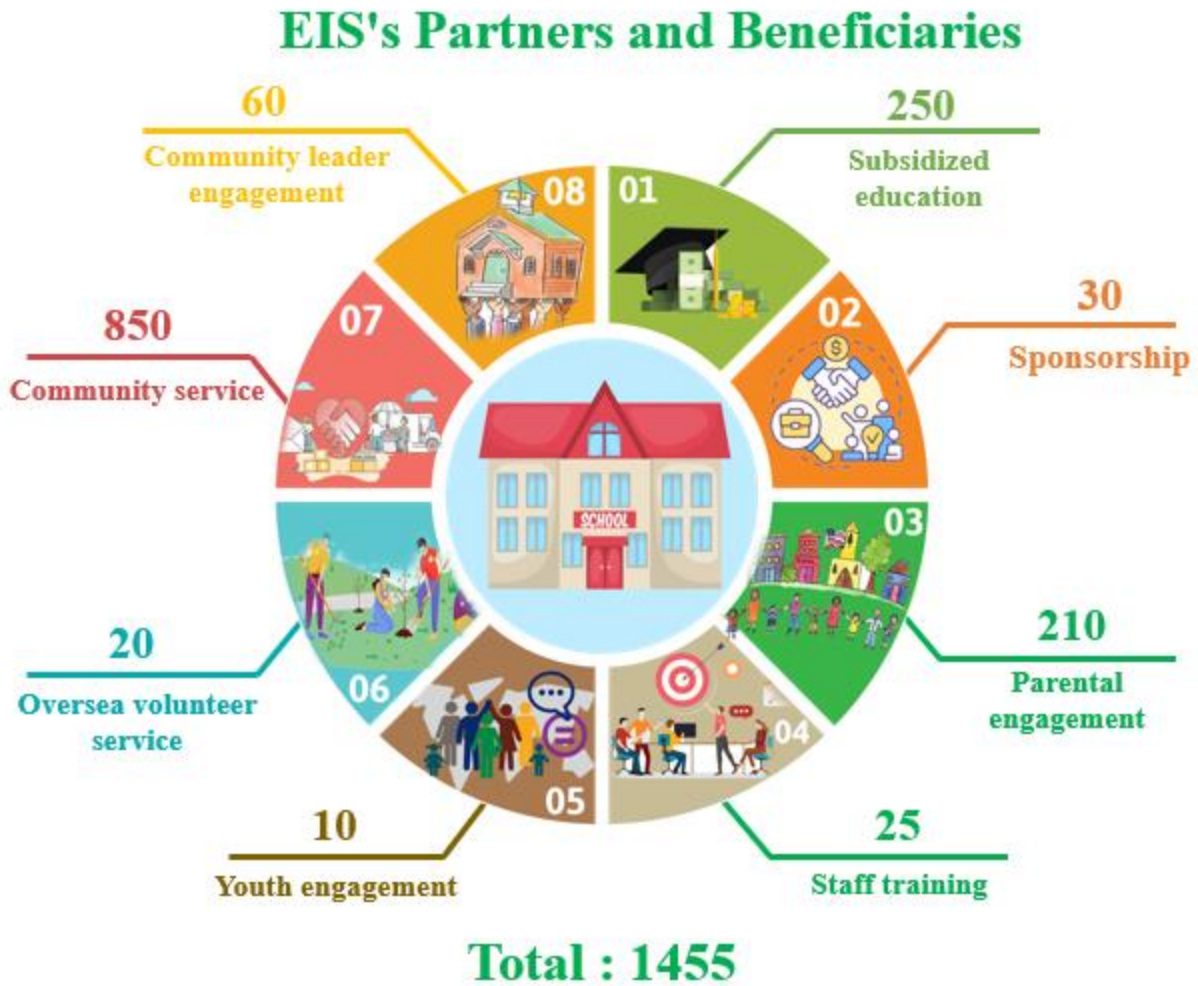 EIS's Partners and Beneficiaries
60
Community leader
engagement
250
Subsidized
education
08
01
850
Community service
07
02
30
Sponsorship
SCHOOL
03
20
Oversea volunteer
service
06
210
Parental
engagement
04
05
10
Youth engagement
25
Staff training
Total : 1455